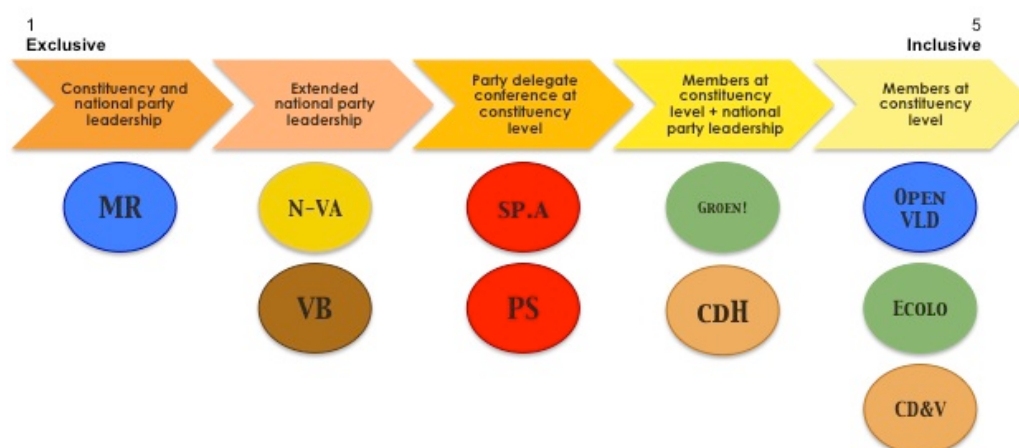 1
Exclusive
5
Inclusive
Constituency and
national party
leadership
Extended
national party
leadership
Party delegate
conference at
constituency
level
Members at
constituency
level + national
party leadership
Members at
constituency
level
MR
N-VA
SP.A
GROEN!
OPEN
VLD
VB
PS
CDH
ECOLO
CD&V